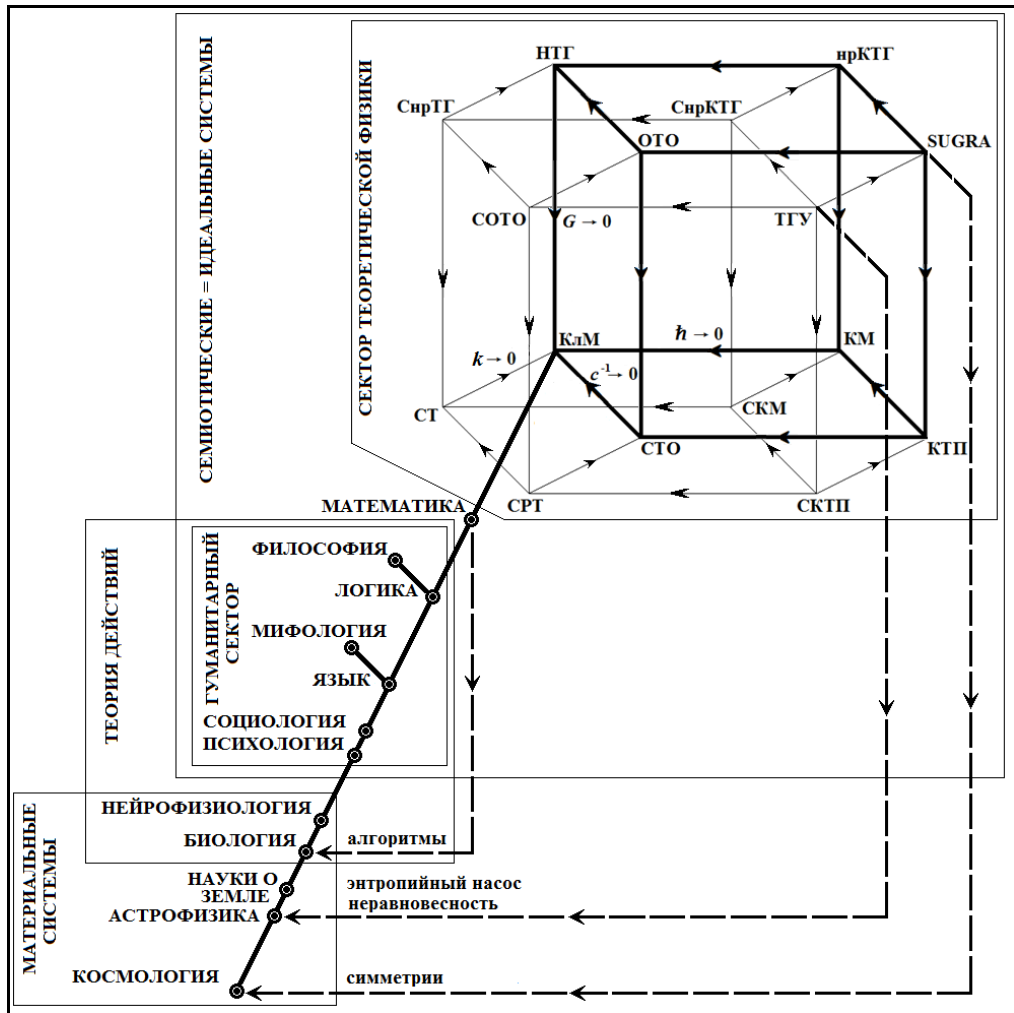 НТГ
нрКТГ
СнрТГ
СнрКТГ
ОТО
SUGRA
СОТО
G → 0
ТГУ
КлМ
ħ → 0
КМ
k → 0
c⁻¹→ 0
СТ
СКМ
СТО
КТП
СРТ
СКТП
СЕКТОР ТЕОРЕТИЧЕСКОЙ ФИЗИКИ
СЕМИОТИЧЕСКИЕ = ИДЕАЛЬНЫЕ СИСТЕМЫ
МАТЕМАТИКА
ФИЛОСОФИЯ
ЛОГИКА
МИФОЛОГИЯ
ЯЗЫК
СОЦИОЛОГИЯ
ПСИХОЛОГИЯ
ГУМАНИТАРНЫЙ
СЕКТОР
ТЕОРИЯ ДЕЙСТВИЙ
НЕЙРОФИЗИОЛОГИЯ
БИОЛОГИЯ
алгоритмы
НАУКИ О
ЗЕМЛЕ
энтропийный насос
неравновесность
АСТРОФИЗИКА
КОСМОЛОГИЯ
симметрии
МАТЕРИАЛЬНЫЕ
СИСТЕМЫ